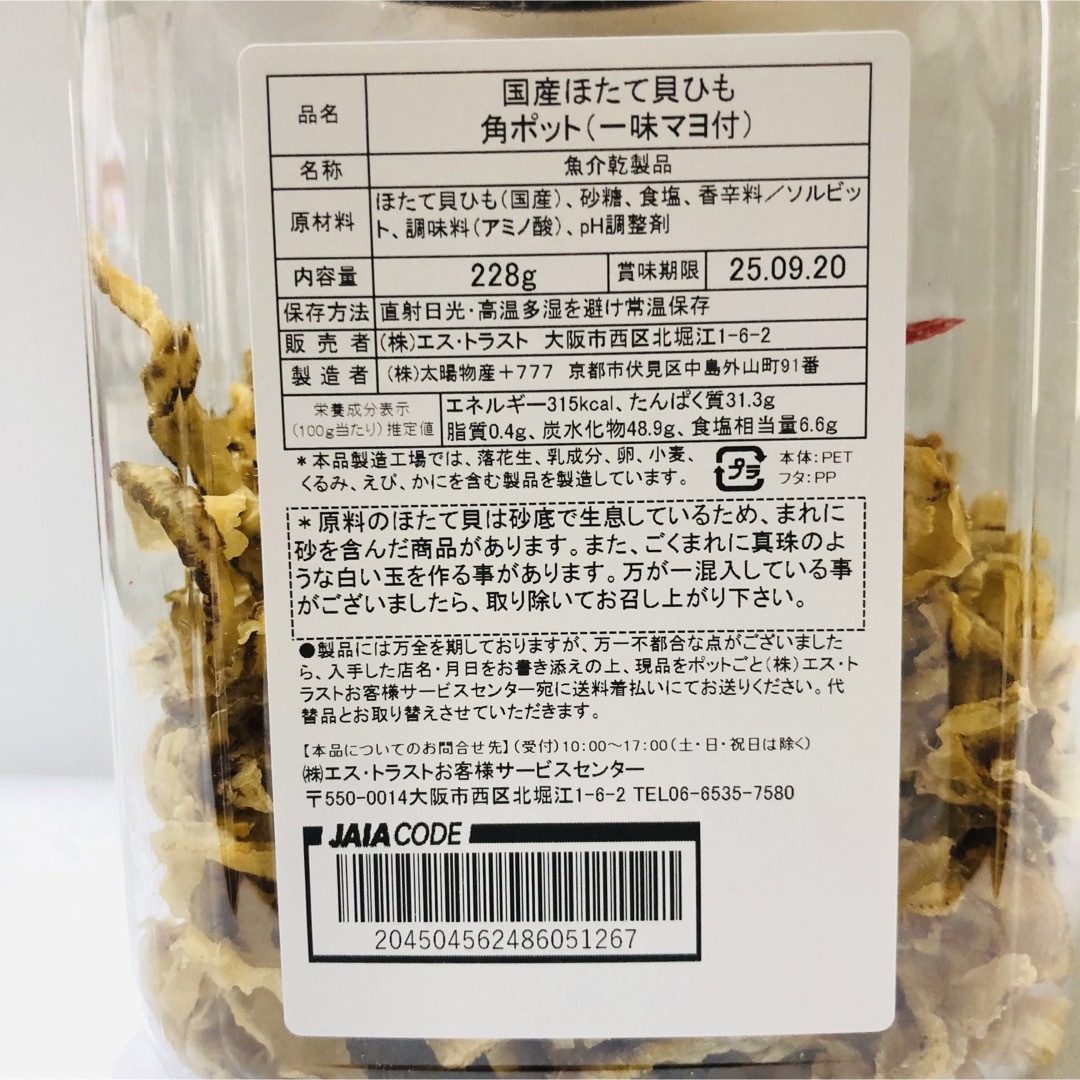 品名
国産ほたて貝ひも
角ポット(一味マヨ付)
名称
魚介乾製品
原材料
ほたて貝ひも(国産)、砂糖、食塩、香辛料/ソルビッ
ト、調味料(アミノ酸)、pH調整剤
内容量 228g 賞味期限 25.09.20
保存方法 直射日光・高温多湿を避け常温保存
販売者 (株)エス・トラスト 大阪市西区北堀江1-6-2
製造者 (株)太陽物産+777 京都市伏見区中島外山町91番
栄養成分表示
(100g当たり)推定値
エネルギー315kcal、たんぱく質31.3g
脂質0.4g、炭水化物48.9g、食塩相当量6.6g
*本品製造工場では、落花生、乳成分、卵、小麦、
くるみ、えび、かにを含む製品を製造しています。
プラ
本体:PET
フタ:PP
*原料のほたて貝は砂底で生息しているため、まれに
砂を含んだ商品があります。また、ごくまれに真珠のよ
うな白い玉を作る事があります。万が一混入している事
がございましたら、取り除いてお召し上がり下さい。
●製品には万全を期しておりますが、万一不都合な点がございました
ら、入手した店名・月日をお書き添えの上、現品をポットごと(株)エス・ト
ラストお客様サービスセンター宛に送料着払いにてお送りください。代
替品とお取り替えさせていただきます。
【本品についてのお問合せ先】(受付)10:00〜17:00(土・日・祝日は除く)
㈱エス・トラストお客様サービスセンター
〒550-0014大阪市西区北堀江1-6-2 TEL06-6535-7580
JAIA CODE
204504562486051267